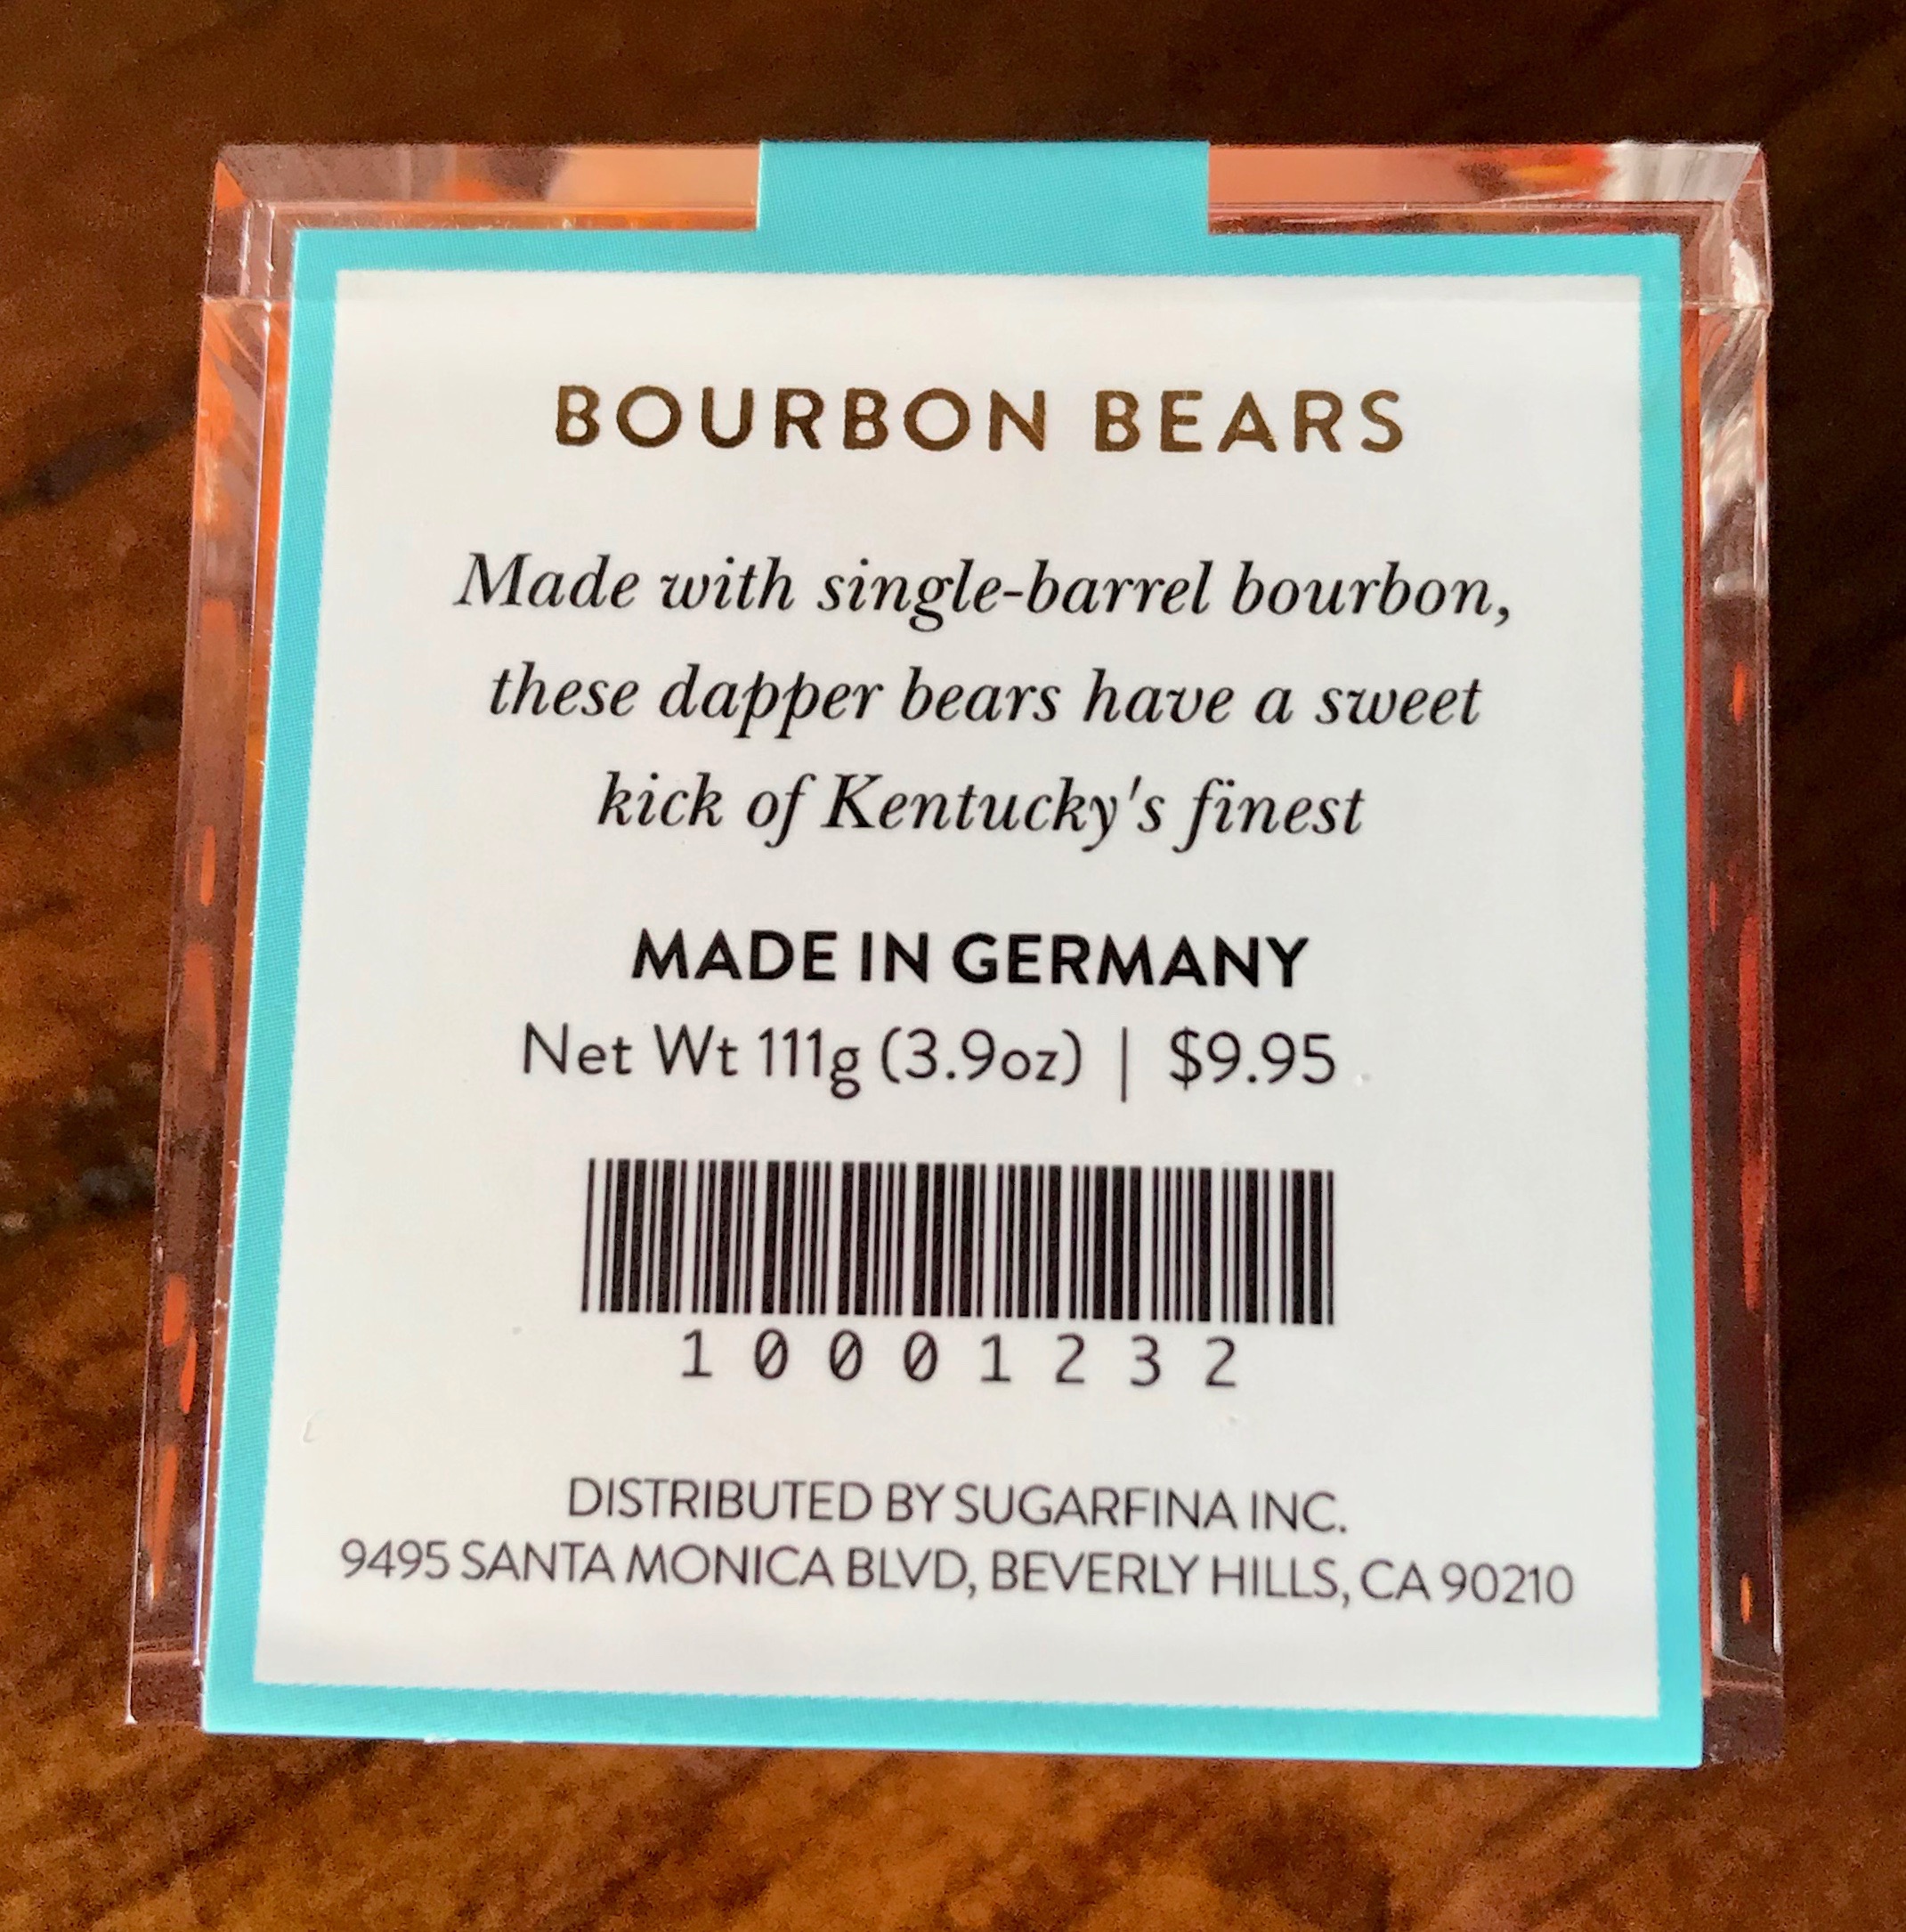 BOURBON BEARS
Made with single-barrel bourbon,
these dapper bears have a sweet
kick of Kentucky's finest
MADE IN GERMANY
Net Wt 111g (3.9oz) | $9.95
10001232
DISTRIBUTED BY SUGARFINA INC.
9495 SANTA MONICA BLVD, BEVERLY HILLS, CA 90210